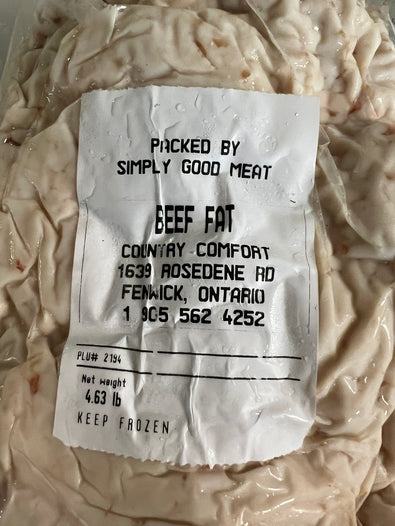 PACKED BY
SIMPLY GOOD MEAT
BEEF FAT
COUNTRY COMFORT
1639 ROSEDENE RD
FENWICK, ONTARIO
1 905 562 4252
PLU# 2194
Net weight
4.63 lb
KEEP FROZEN